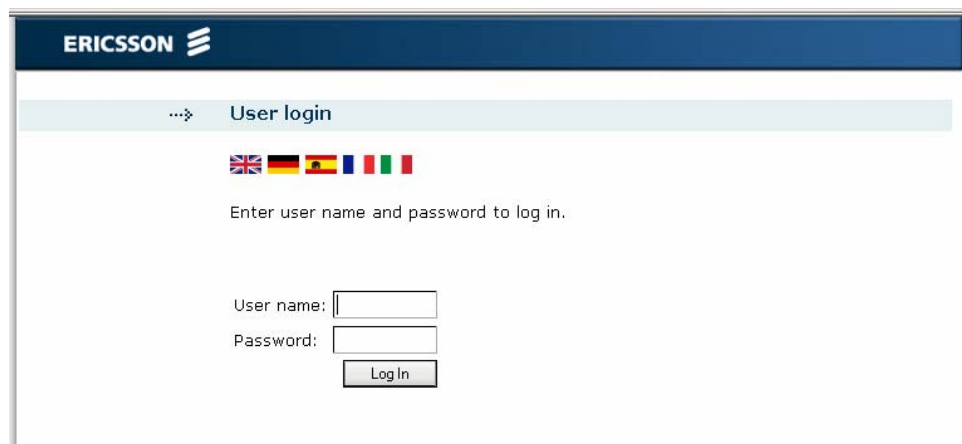 ERICSSON
User login
Enter user name and password to log in.
User name:
Password:
Log In